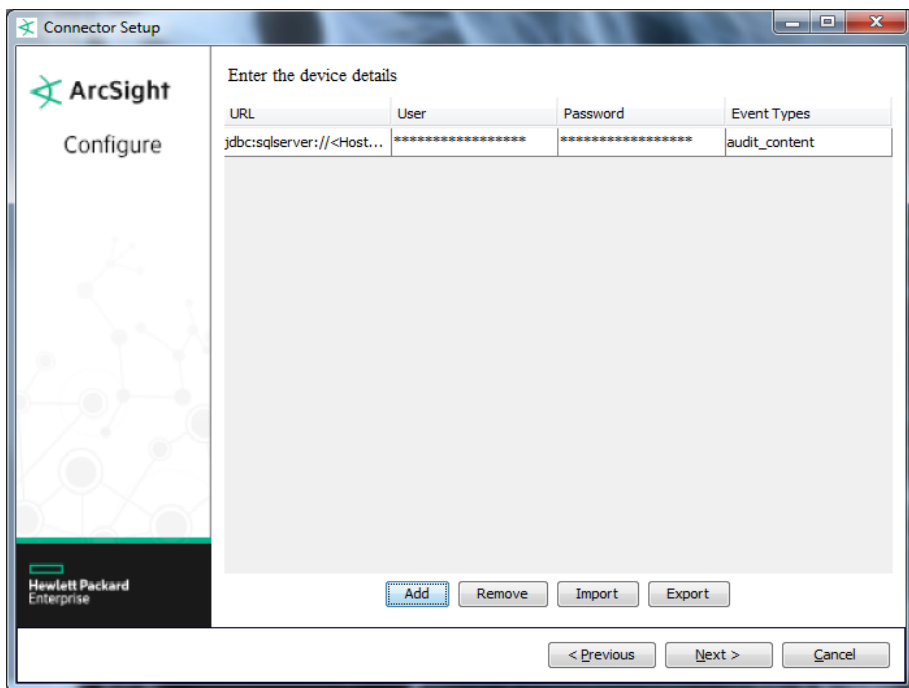 Connector Setup
ArcSight
Configure
Enter the device details
URL User Password Event Types
jdbc:sqlserver://<Host... ***************** ***************** audit_content
Hewlett Packard
Enterprise
Add Remove Import Export
< Previous Next > Cancel